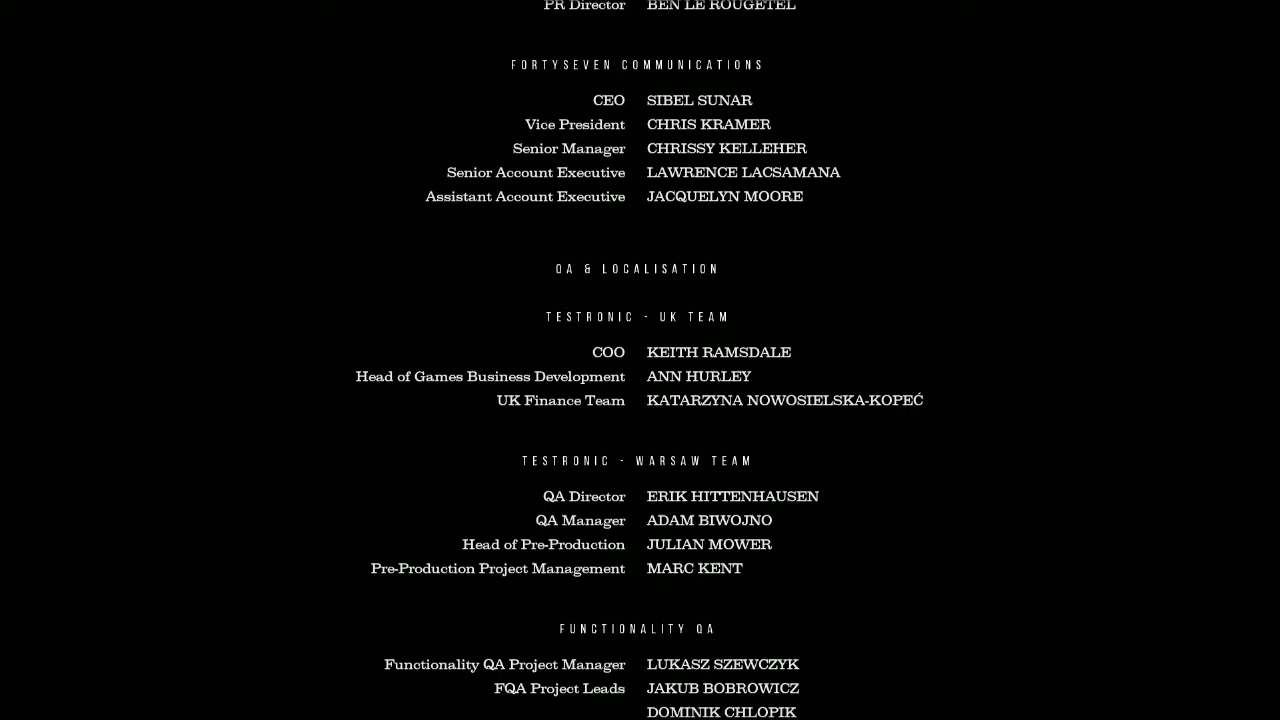 PR Director BEN LE ROUGETEL
FORTYSEVEN COMMUNICATIONS
CEO SIBEL SUNAR
Vice President CHRIS KRAMER
Senior Manager CHRISSY KELLEHER
Senior Account Executive LAWRENCE LACSAMANA
Assistant Account Executive JACQUELYN MOORE
QA & LOCALISATION
TESTRONIC - UK TEAM
COO KEITH RAMSDALE
Head of Games Business Development ANN HURLEY
UK Finance Team KATARZYNA NOWOSIELSKA-KOPEĆ
TESTRONIC - WARSAW TEAM
QA Director ERIK HITTENHAUSEN
QA Manager ADAM BIWOJNO
Head of Pre-Production JULIAN MOWER
Pre-Production Project Management MARC KENT
FUNCTIONALITY QA
Functionality QA Project Manager LUKASZ SZEWCZYK
FQA Project Leads JAKUB BOBROWICZ
DOMINIK CHLOPIK